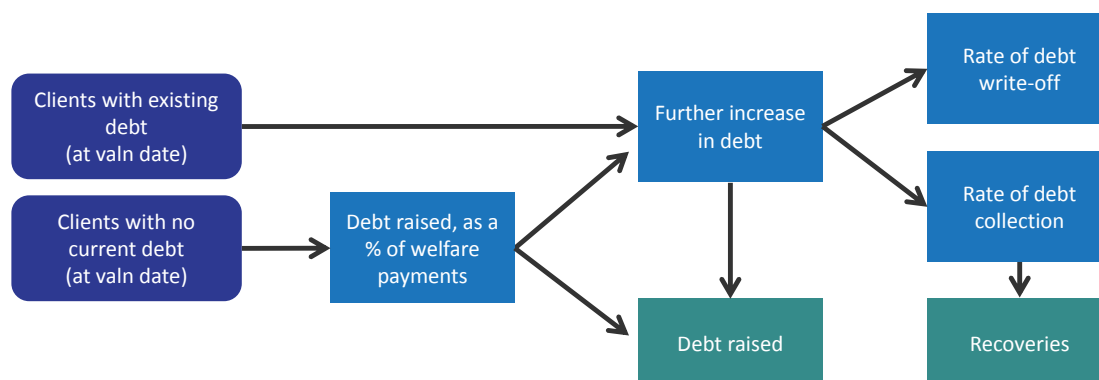 Clients with existing
debt
(at valn date)
Clients with no
current debt
(at valn date)
Debt raised, as a
% of welfare
payments
Further increase
in debt
Debt raised
Rate of debt
write-off
Rate of debt
collection
Recoveries